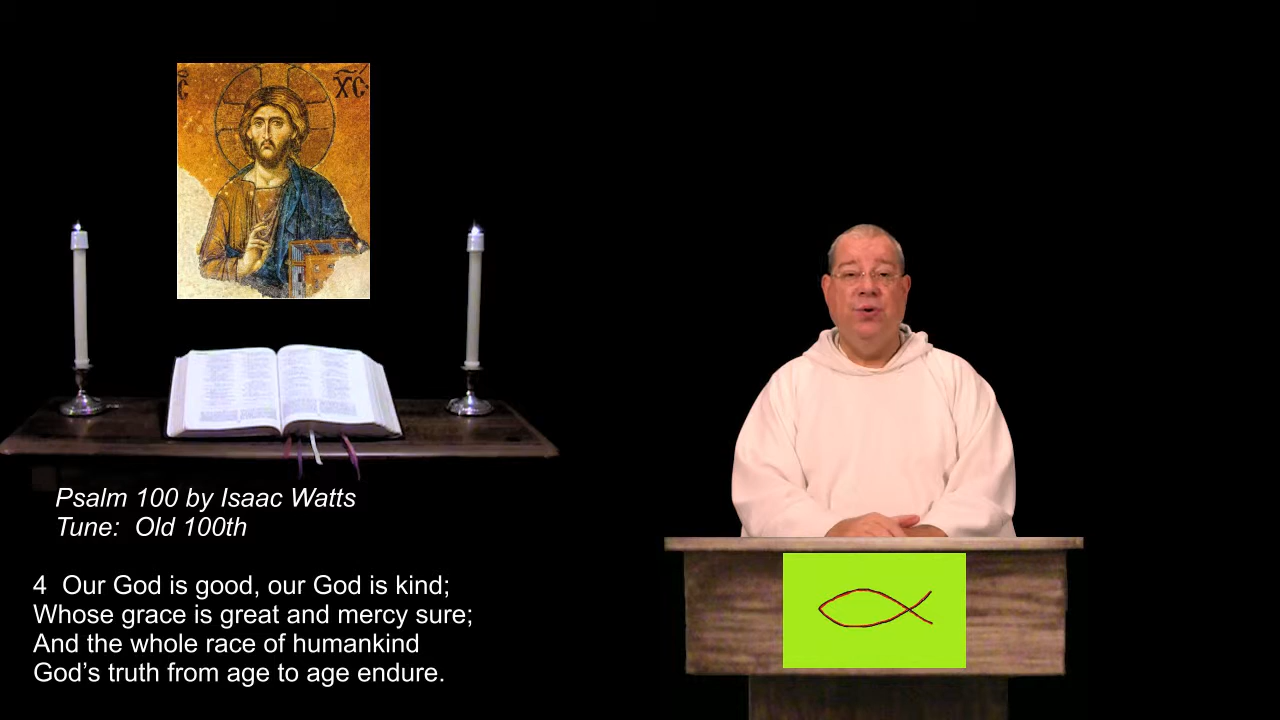 Psalm 100 by Isaac Watts
Tune: Old 100th
4 Our God is good, our God is kind;
Whose grace is great and mercy sure;
And the whole race of humankind
God's truth from age to age endure.